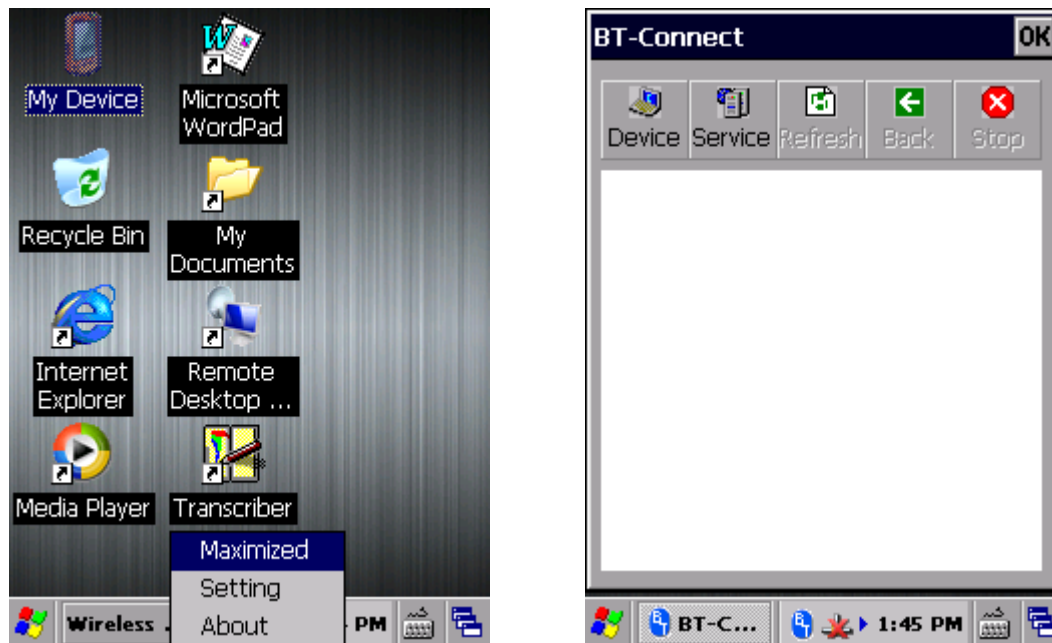 My Device
Microsoft
WordPad
Recycle Bin
My
Documents
Internet
Explorer
Remote
Desktop ...
Media Player
Transcriber
Maximized
Setting
About
Wireless
PM
BT-Connect
OK
Device
Service
Refresh
Back
Stop
BT-C...
1:45 PM